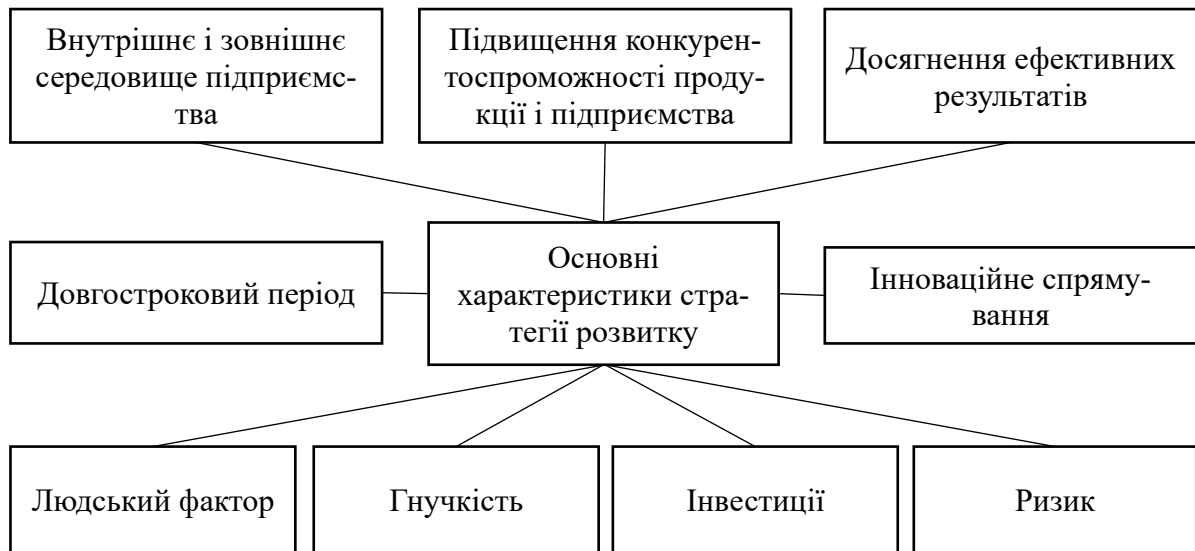 Внутрішнє і зовнішнє
середовище підприємс-
тва
Підвищення конкурен-
тоспроможності проду-
кції і підприємства
Досягнення ефективних
результатів
Довгостроковий період
Основні
характеристики стра-
тегії розвитку
Інноваційне спряму-
вання
Людський фактор
Гнучкість
Інвестиції
Ризик